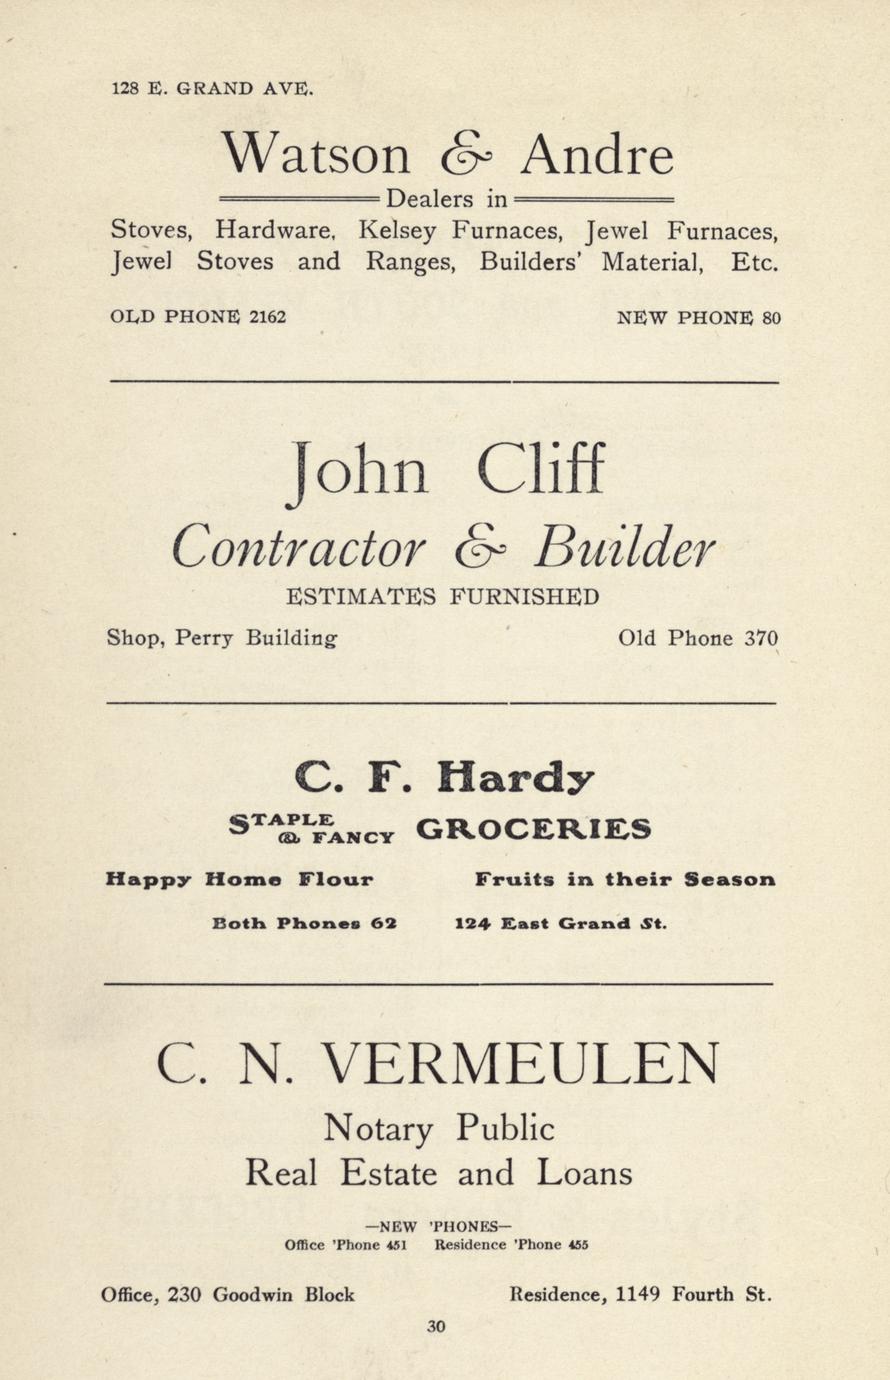 128 E. GRAND AVE.
Watson & Andre
Dealers in
Stoves, Hardware, Kelsey Furnaces, Jewel Furnaces,
Jewel Stoves and Ranges, Builders' Material, Etc.
OLD PHONE 2162 NEW PHONE 80
John Cliff
Contractor & Builder
ESTIMATES FURNISHED
Shop, Perry Building Old Phone 370
C. F. Hardy
STAPLE & FANCY GROCERIES
Happy Home Flour Fruits in their Season
Both Phones 62 124 East Grand St.
C. N. VERMEULEN
Notary Public
Real Estate and Loans
—NEW 'PHONES—
Office 'Phone 451 Residence 'Phone 455
Office, 230 Goodwin Block Residence, 1149 Fourth St.
30